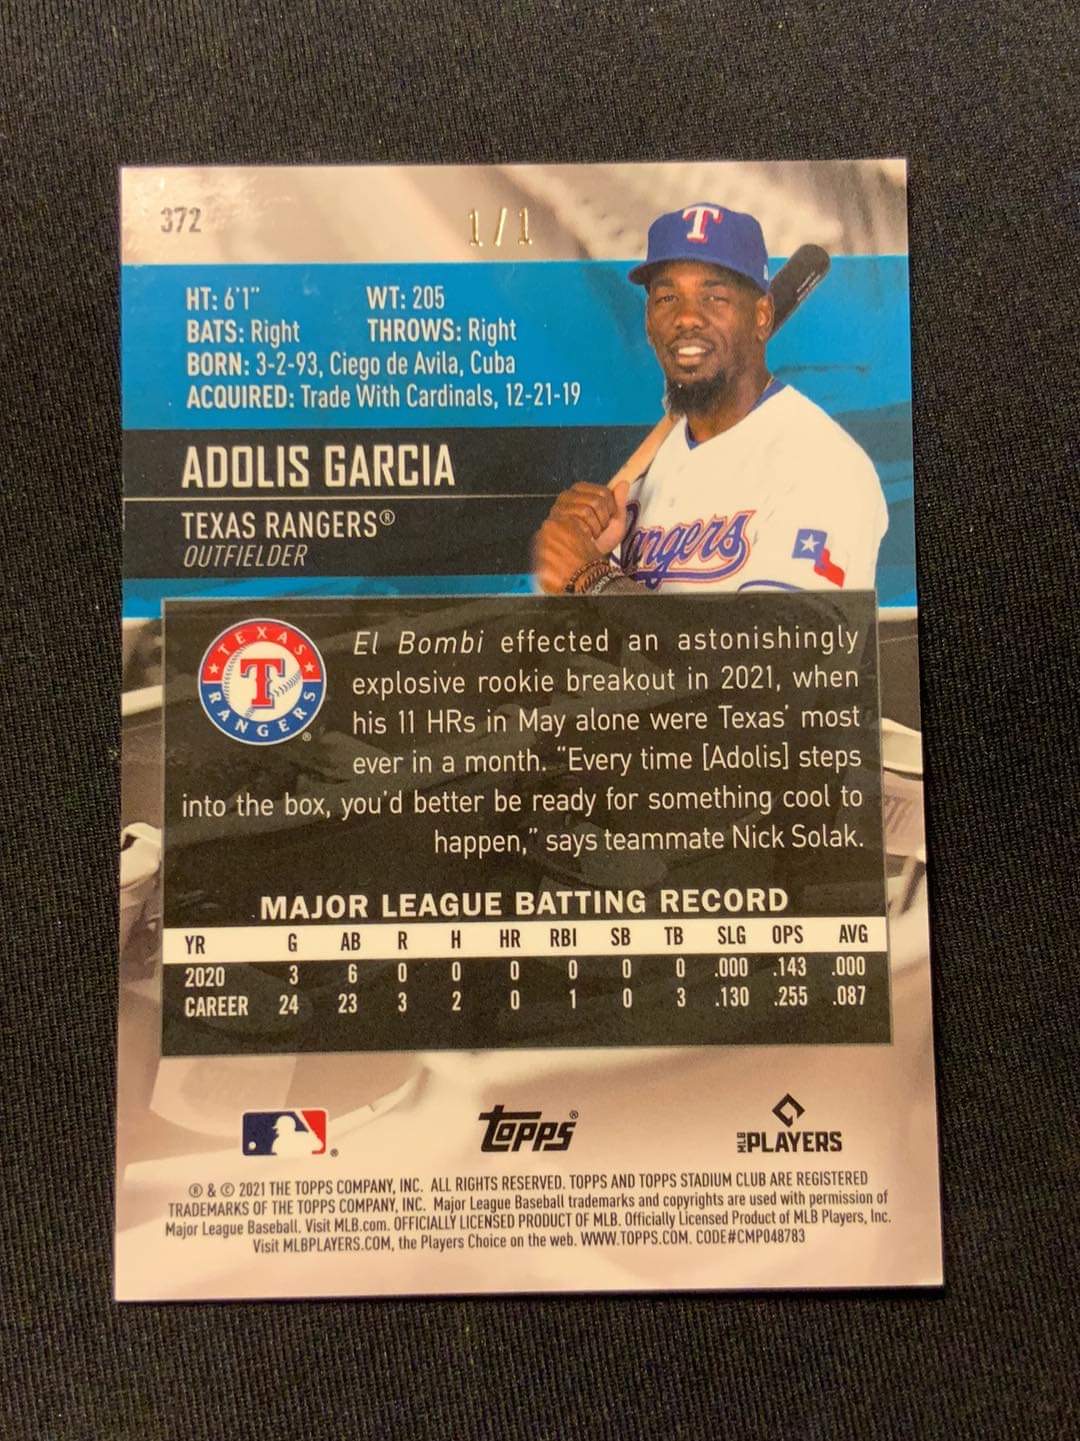 372
1/1
T
HT: 6'1" WT: 205
BATS: Right THROWS: Right
BORN: 3-2-93, Ciego de Avila, Cuba
ACQUIRED: Trade With Cardinals, 12-21-19
ADOLIS GARCIA
TEXAS RANGERS®
OUTFIELDER
Rangers
TEXAS T RANGERS ®
El Bombi effected an astonishingly
explosive rookie breakout in 2021, when
his 11 HRs in May alone were Texas' most
ever in a month. "Every time [Adolis] steps
into the box, you'd better be ready for something cool to
happen," says teammate Nick Solak.
MAJOR LEAGUE BATTING RECORD
YR G AB R H HR RBI SB TB SLG OPS AVG
2020 3 6 0 0 0 0 0 0 .000 .143 .000
CAREER 24 23 3 2 0 1 0 3 .130 .255 .087
® topps® MLB PLAYERS
® & © 2021 THE TOPPS COMPANY, INC. ALL RIGHTS RESERVED. TOPPS AND TOPPS STADIUM CLUB ARE REGISTERED
TRADEMARKS OF THE TOPPS COMPANY, INC. Major League Baseball trademarks and copyrights are used with permission of
Major League Baseball. Visit MLB.com. OFFICIALLY LICENSED PRODUCT OF MLB. Officially Licensed Product of MLB Players, Inc.
Visit MLBPLAYERS.COM, the Players Choice on the web. WWW.TOPPS.COM. CODE#CMP048783